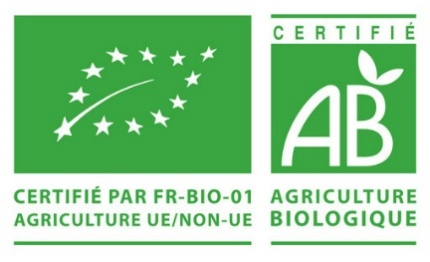 CERTIFIÉ PAR FR-BIO-01
AGRICULTURE UE/NON-UE
CERTIFIÉ
AB
AGRICULTURE
BIOLOGIQUE